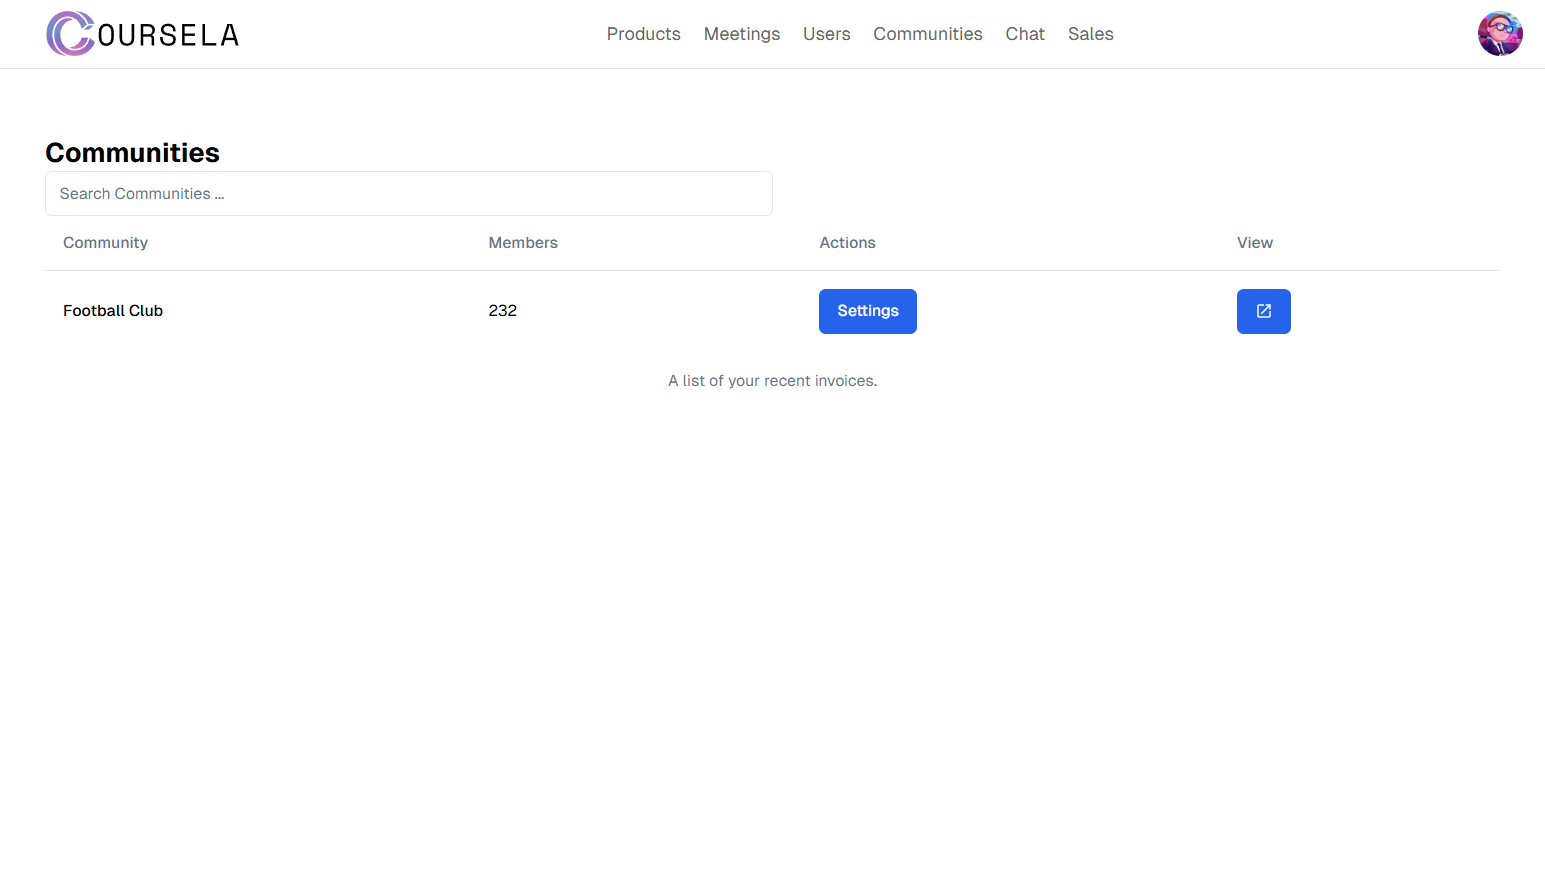 COURSELA Products Meetings Users Communities Chat Sales
Communities
Search Communities ...
Community Members Actions View
Football Club 232 Settings
A list of your recent invoices.